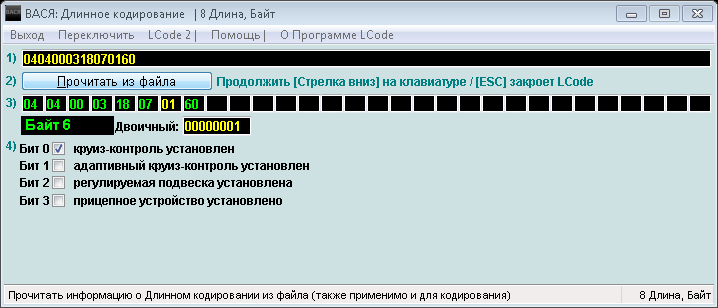 ВАСЯ
ВАСЯ: Длинное кодирование | 8 Длина, Байт
Выход Переключить LCode 2 | Помощь | О Программе LCode
1) 0404000318070160
2) Прочитать из файла Продолжить [Стрелка вниз] на клавиатуре / [ESC] закроет LCode
3) 04 04 00 03 18 07 01 60
Байт 6 Двоичный: 00000001
4) Бит 0 круиз-контроль установлен
Бит 1 адаптивный круиз-контроль установлен
Бит 2 регулируемая подвеска установлена
Бит 3 прицепное устройство установлено
Прочитать информацию о Длинном кодировании из файла (также применимо и для кодирования) 8 Длина, Байт